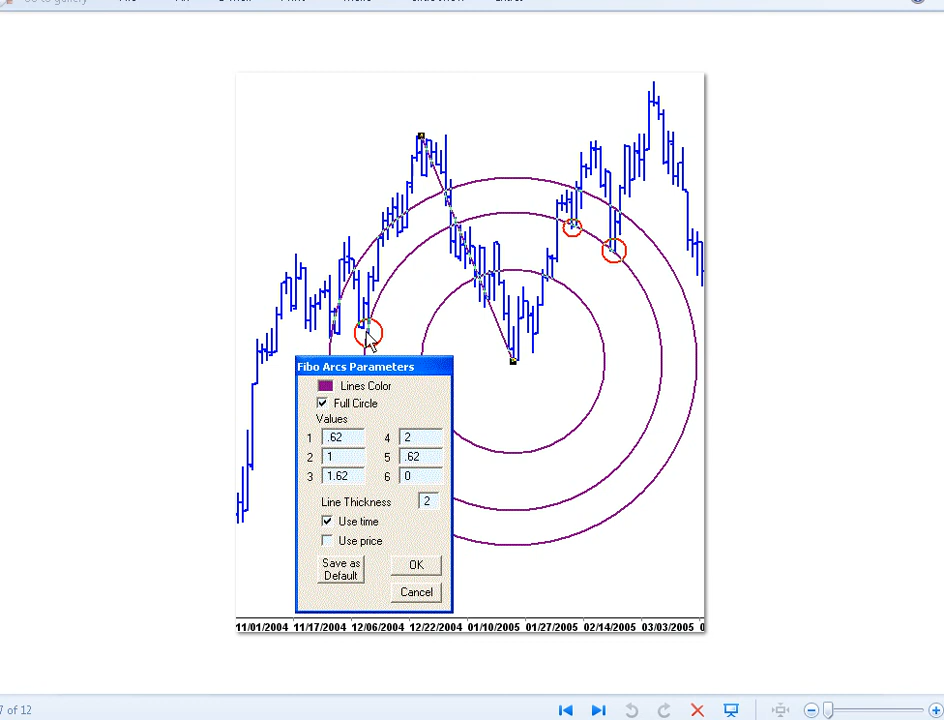 Fibo Arcs Parameters
Lines Color
Full Circle
Values
1 .62 4 2
2 1 5 .62
3 1.62 6 0
Line Thickness 2
Use time
Use price
Save as OK
Default
Cancel
11/01/2004 11/17/2004 12/06/2004 12/22/2004 01/10/2005 01/27/2005 02/14/2005 03/03/2005
7 of 12